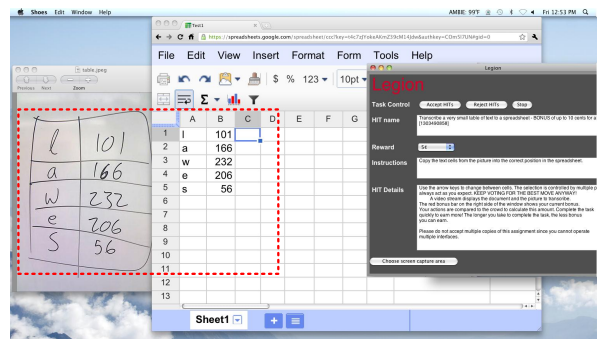 Shoes Edit Window Help
AMBIE: 99°F
Fri 12:53 PM
table.jpeg
Previous Next Zoom
l 101
a 166
w 232
e 206
S 56
Test1
File Edit View Insert Format Form Tools Help
$ % 123 10pt
Σ
A B C D E F G
1 l 101
2 a 166
3 w 232
4 e 206
5 s 56
6
7
8
9
10
11
12
13
Sheet1
Legion
Legion
Task Control Accept HITs Reject HITs Stop
HIT name Transcribe a very small table of text to a spreadsheet - BONUS of up to 10 cents for a
[1303490858]
Reward 5¢
Instructions Copy the text cells from the picture into the correct position in the spreadsheet.
HIT Details Use the arrow keys to change between cells. The selection is controlled by multiple p
always act as you expect. KEEP VOTING FOR THE BEST MOVE ANYWAY!
A video stream displays the document and the picture to transcribe.
The red bonus bar on the right side of the window shows your current bonus.
Your actions are compared to the crowd to calculate this amount. Complete the task
quickly to earn more! The longer you take to complete the task, the less bonus
you can earn.
Please do not accept multiple copies of this assignment since you cannot operate
multiple interfaces.
Choose screen capture area